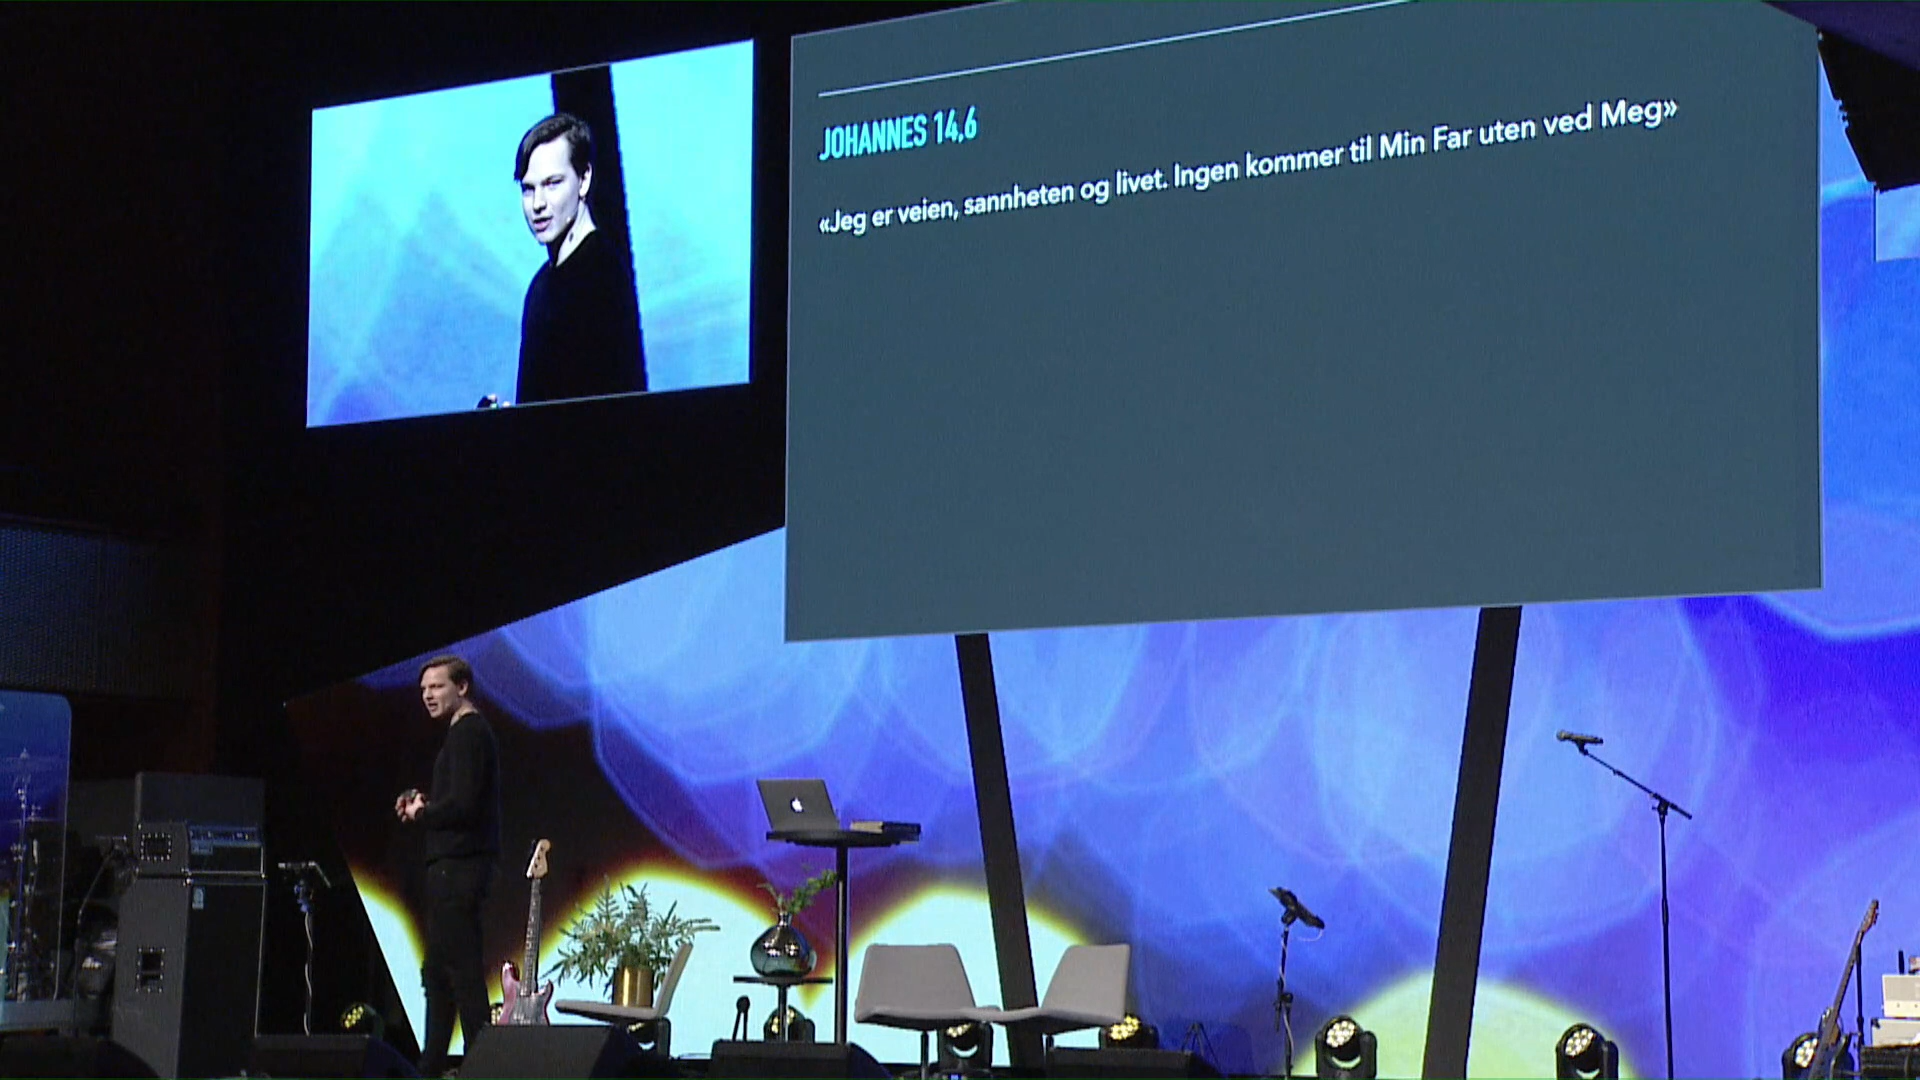 JOHANNES 14,6
«Jeg er veien, sannheten og livet. Ingen kommer til Min Far uten ved Meg»